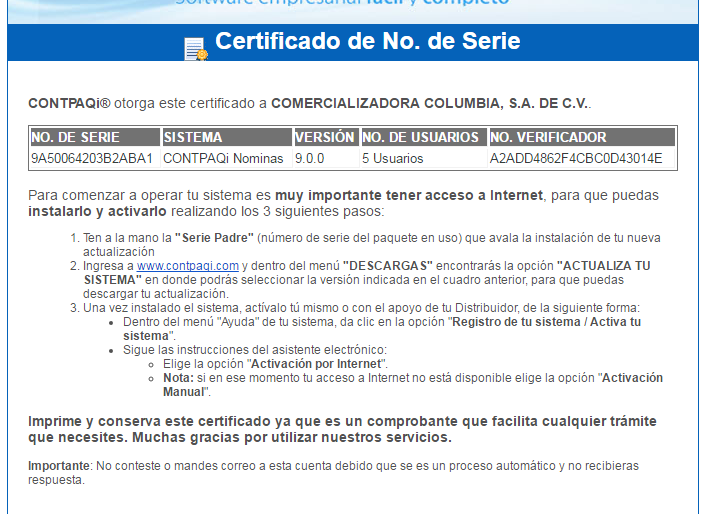 Software empresarial fácil y completo
Certificado de No. de Serie
CONTPAQi® otorga este certificado a COMERCIALIZADORA COLUMBIA, S.A. DE C.V..
NO. DE SERIE SISTEMA VERSIÓN NO. DE USUARIOS NO. VERIFICADOR
9A50064203B2ABA1 CONTPAQi Nominas 9.0.0 5 Usuarios A2ADD4862F4CBC0D43014E
Para comenzar a operar tu sistema es muy importante tener acceso a Internet, para que puedas
instalarlo y activarlo realizando los 3 siguientes pasos:
1. Ten a la mano la "Serie Padre" (número de serie del paquete en uso) que avala la instalación de tu nueva
actualización
2. Ingresa a www.contpaqi.com y dentro del menú "DESCARGAS" encontrarás la opción "ACTUALIZA TU
SISTEMA" en donde podrás seleccionar la versión indicada en el cuadro anterior, para que puedas
descargar tu actualización.
3. Una vez instalado el sistema, actívalo tú mismo o con el apoyo de tu Distribuidor, de la siguiente forma:
• Dentro del menú "Ayuda" de tu sistema, da clic en la opción "Registro de tu sistema / Activa tu
sistema".
• Sigue las instrucciones del asistente electrónico:
○ Elige la opción "Activación por Internet".
○ Nota: si en ese momento tu acceso a Internet no está disponible elige la opción "Activación
Manual".
Imprime y conserva este certificado ya que es un comprobante que facilita cualquier trámite
que necesites. Muchas gracias por utilizar nuestros servicios.
Importante: No conteste o mandes correo a esta cuenta debido que se es un proceso automático y no recibieras
respuesta.